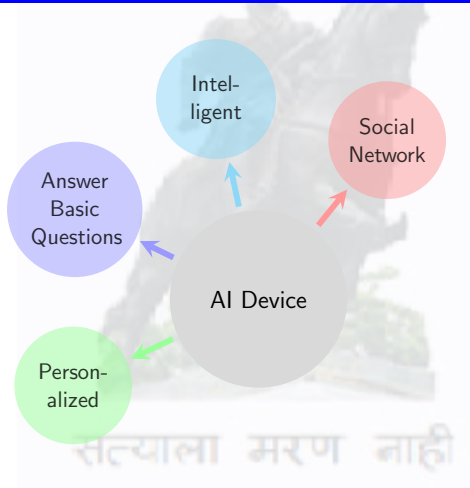 Intel-
ligent
Social
Network
Answer
Basic
Questions
AI Device
Person-
alized
सत्याला मरण नाही